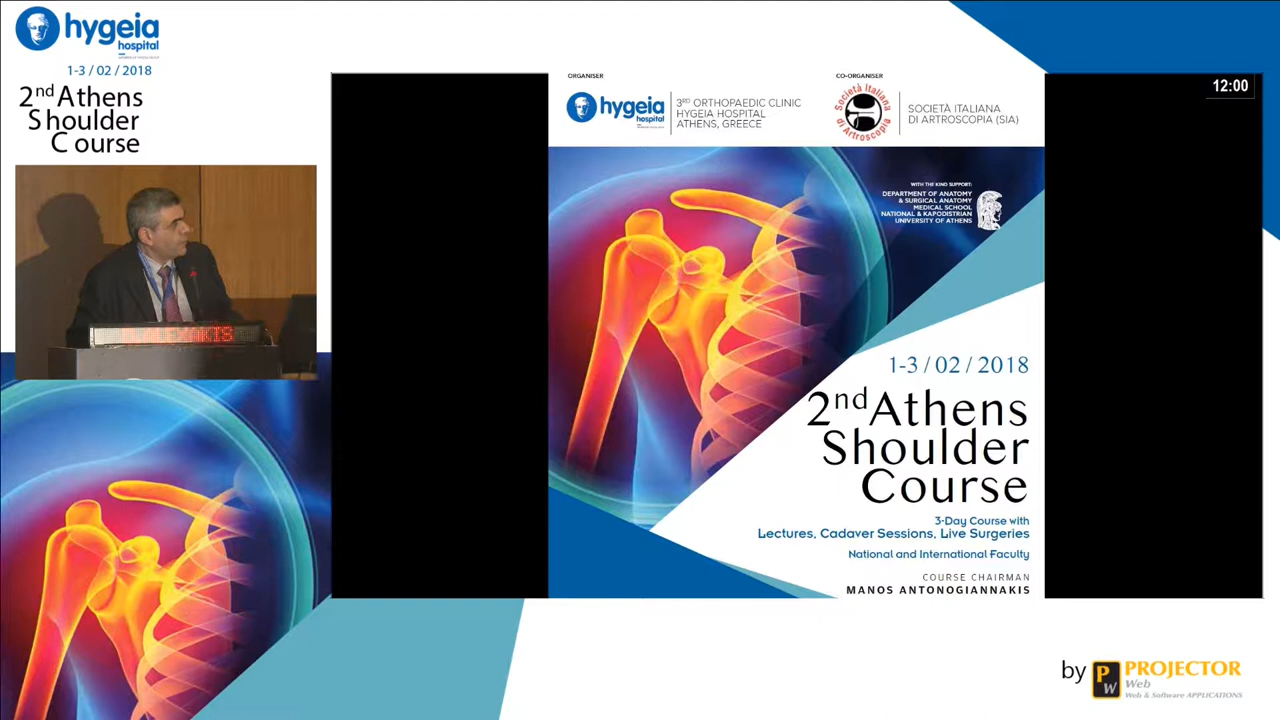 hygeia
hospital
1-3 / 02 / 2018
2nd Athens
Shoulder
Course
12:00
ORGANISER
hygeia
hospital
3RD ORTHOPAEDIC CLINIC
HYGEIA HOSPITAL
ATHENS, GREECE
CO-ORGANISER
Società Italiana
di Artroscopia
SOCIETÀ ITALIANA
DI ARTROSCOPIA (SIA)
WITH THE KIND SUPPORT:
DEPARTMENT OF ANATOMY
& SURGICAL ANATOMY
MEDICAL SCHOOL
NATIONAL & KAPODISTRIAN
UNIVERSITY OF ATHENS
1-3 / 02 / 2018
2nd Athens
Shoulder
Course
3-Day Course with
Lectures, Cadaver Sessions, Live Surgeries
National and International Faculty
COURSE CHAIRMAN
MANOS ANTONOGIANNAKIS
by PW PROJECTOR
Web
Web & Software APPLICATIONS